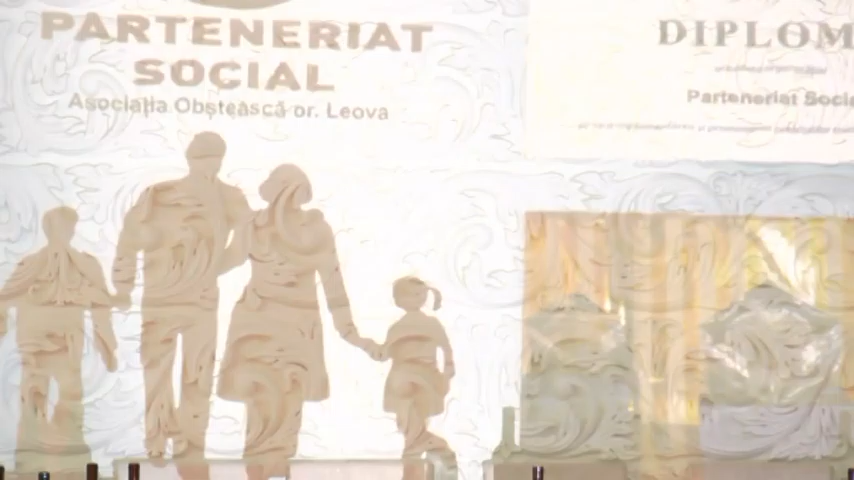 PARTENERIAT
SOCIAL
Asociația Obștească or. Leova
DIPLOM
Parteneriat Socia